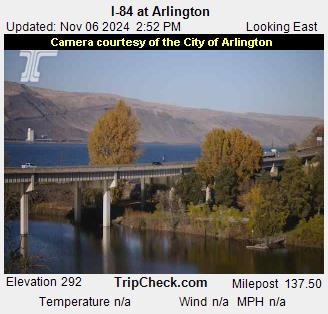 I-84 at Arlington
Updated: Nov 06 2024 2:52 PM Looking East
Camera courtesy of the City of Arlington
Elevation 292 TripCheck.com Milepost 137.50
Temperature n/a Wind n/a MPH n/a